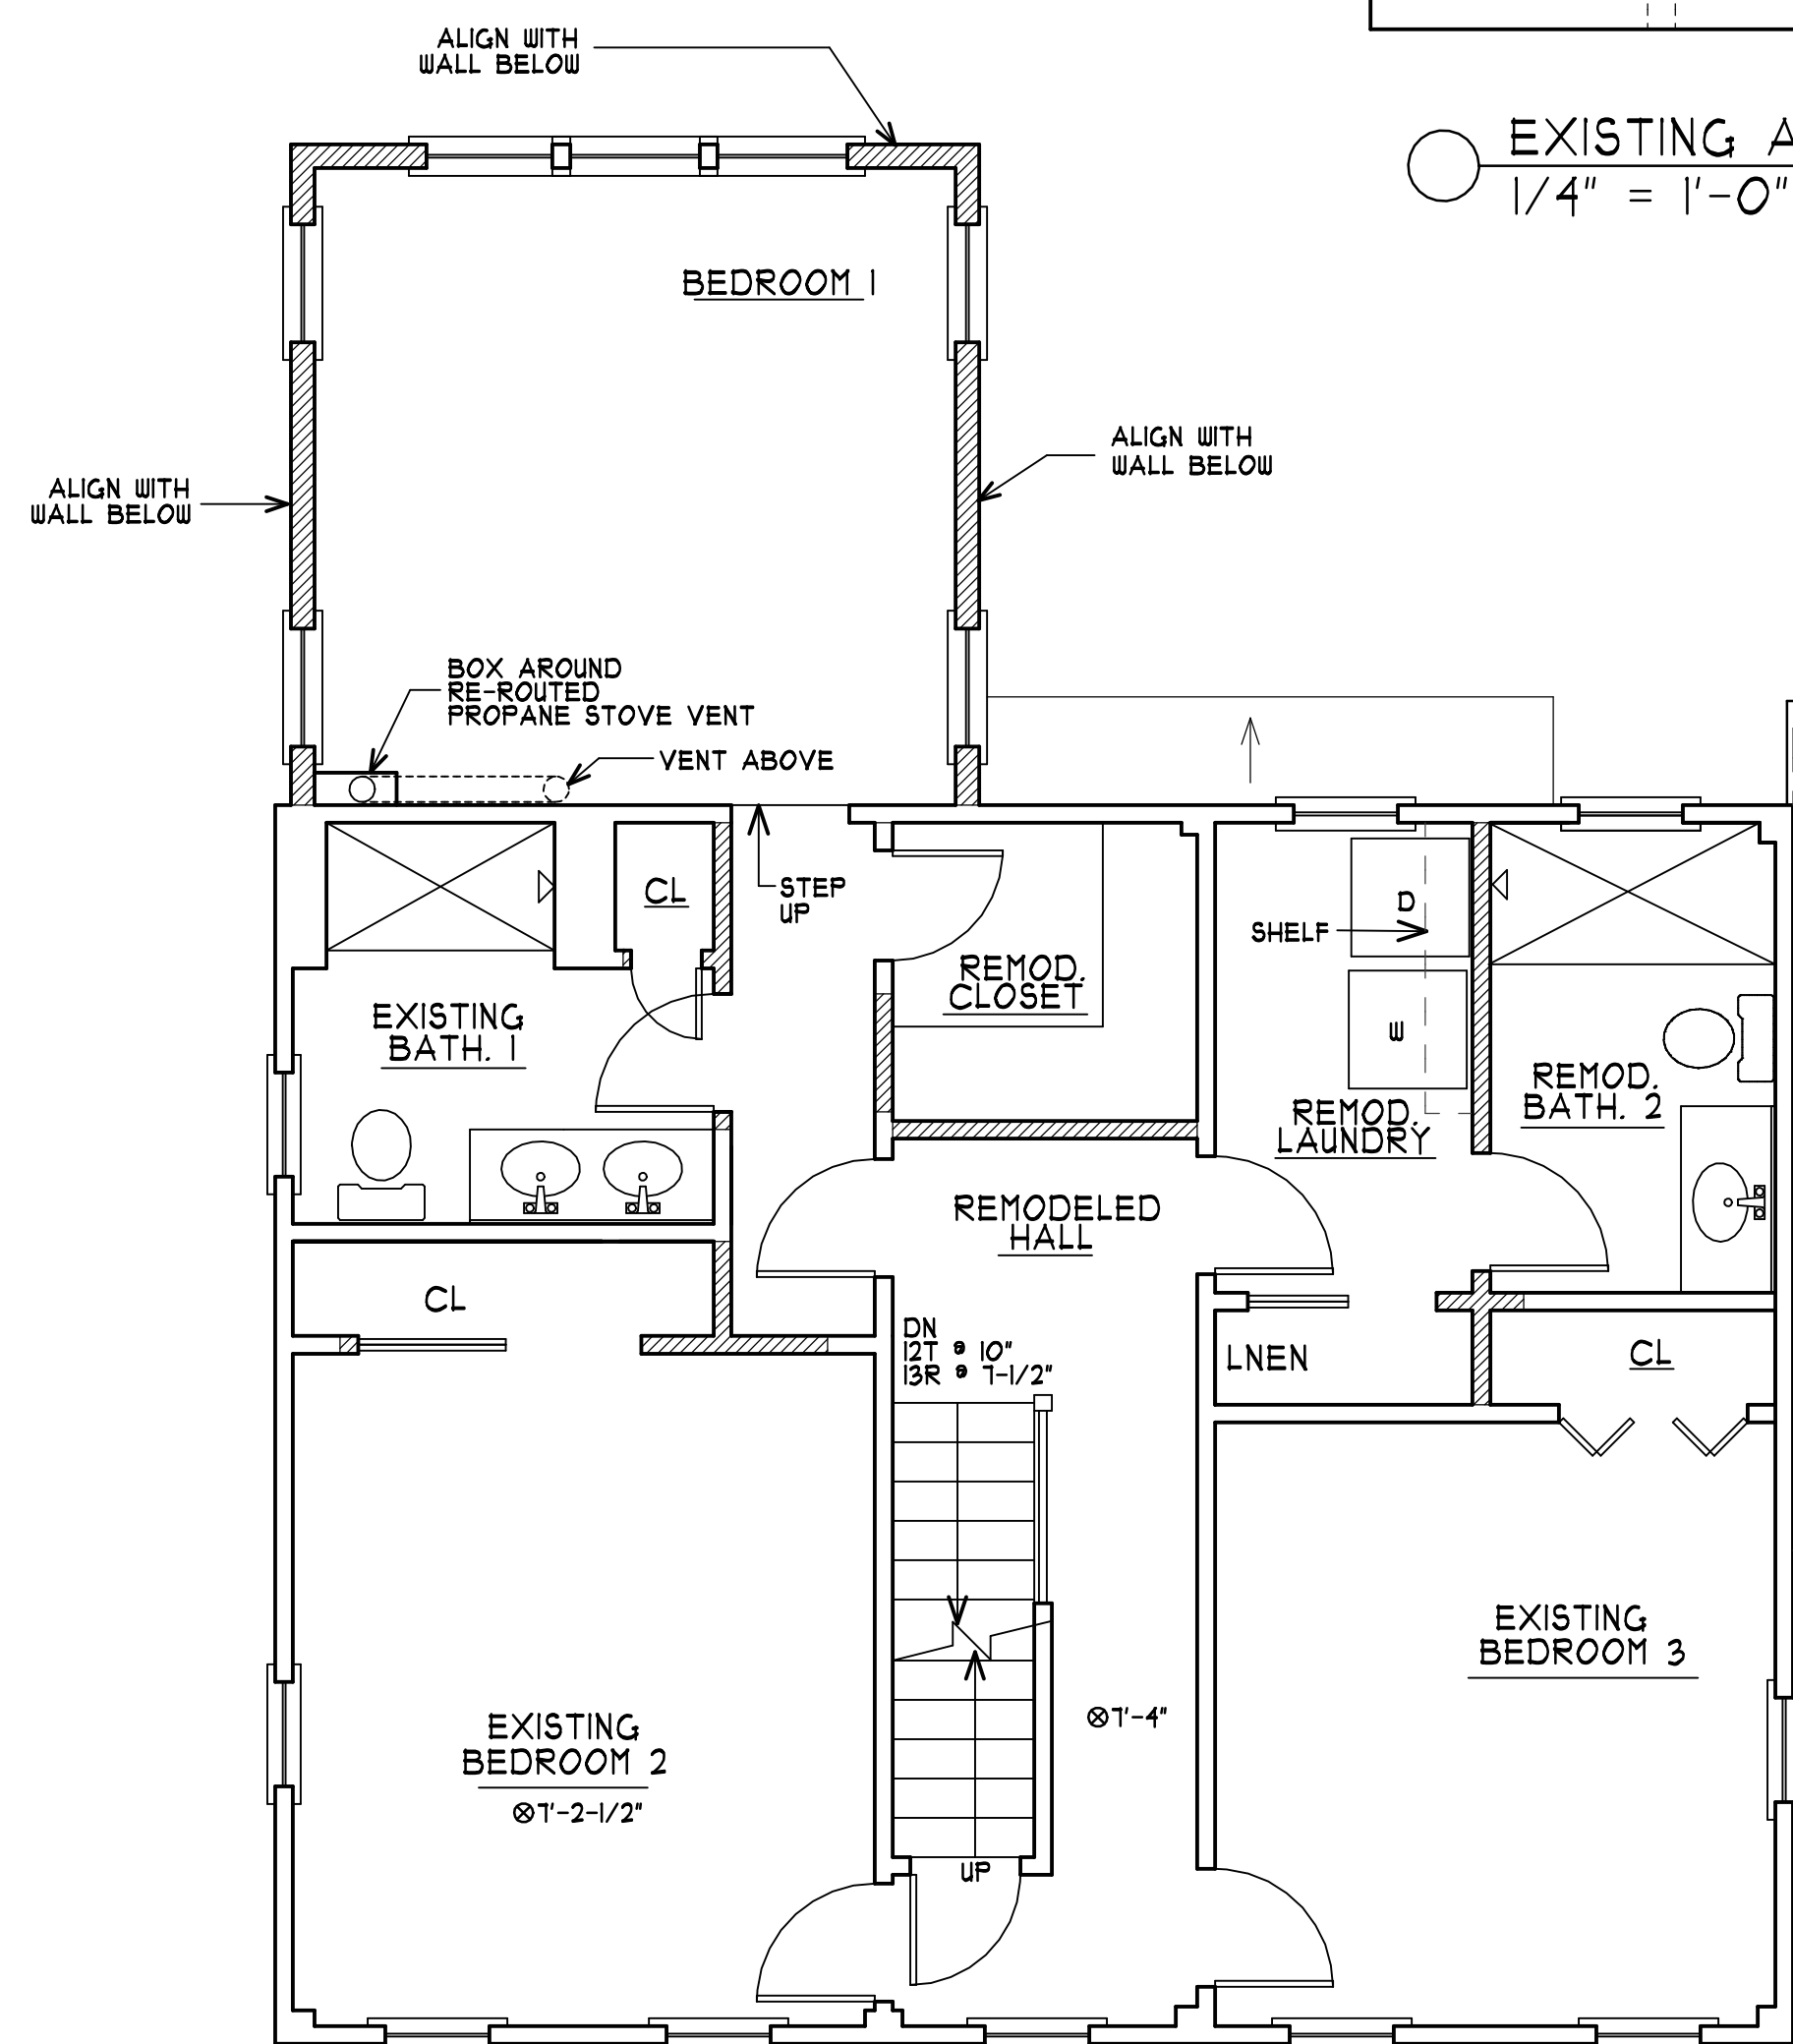 ALIGN WITH
WALL BELOW
EXISTING A
1/4" = 1'-0"
BEDROOM 1
ALIGN WITH
WALL BELOW
ALIGN WITH
WALL BELOW
BOX AROUND
RE-ROUTED
PROPANE STOVE VENT
VENT ABOVE
CL
STEP
UP
D
SHELF
REMOD.
CLOSET
EXISTING
BATH. 1
W
REMOD.
BATH. 2
REMOD.
LAUNDRY
REMODELED
HALL
CL
DN
12T @ 10"
13R @ 7-1/2"
LNEN
CL
EXISTING
BEDROOM 3
EXISTING
BEDROOM 2
7'-4"
7'-2-1/2"
UP